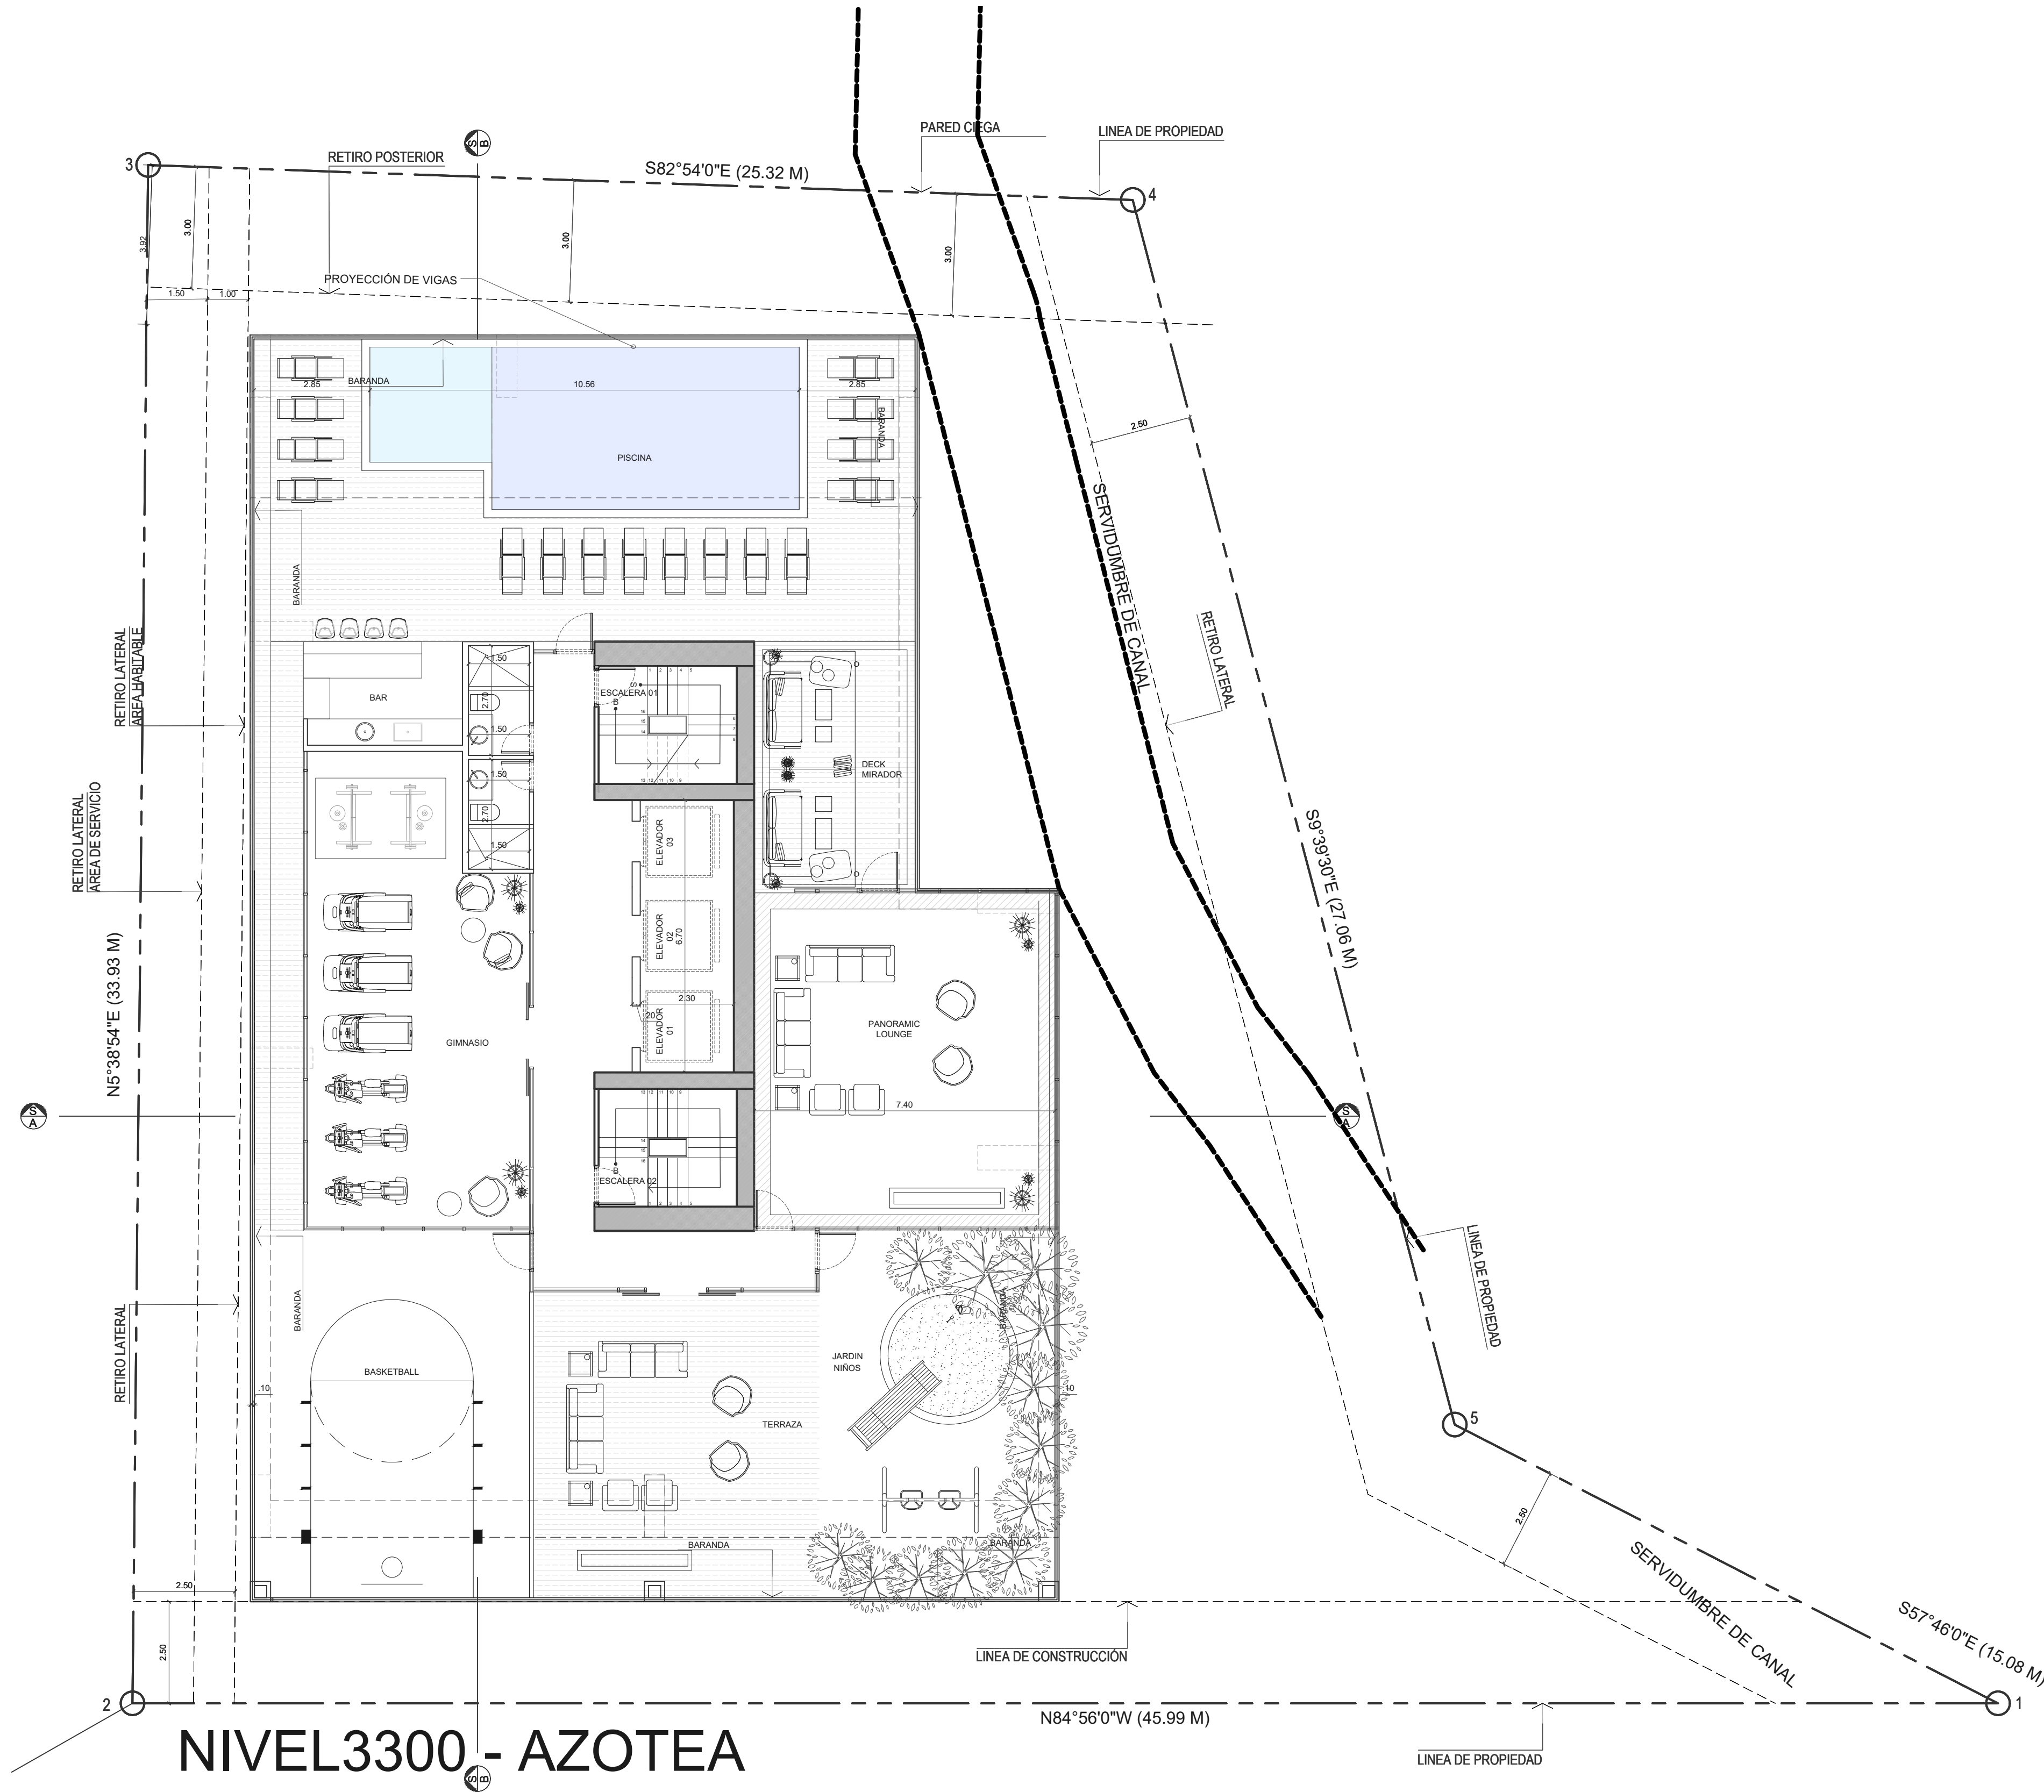 PARED CIEGA
LINEA DE PROPIEDAD
S
B
RETIRO POSTERIOR
S82°54'0"E (25.32 M)
3
4
3.92
3.00
3.00
3.00
PROYECCIÓN DE VIGAS
1.50
1.00
2.85
BARANDA
10.56
2.85
BARANDA
2.50
PISCINA
SERVIDUMBRE DE CANAL
BARANDA
RETIRO LATERAL
RETIRO LATERAL
ÁREA HABITABLE
BAR
1.50
2.70
1.50
1.50
2.70
1.50
ESCALERA 01
S
B
DECK
MIRADOR
RETIRO LATERAL
ÁREA DE SERVICIO
S9°39'30"E (27.06 M)
ELEVADOR
03
ELEVADOR
02
6.70
2.30
.20
ELEVADOR
01
N5°38'54"E (33.93 M)
GIMNASIO
PANORAMIC
LOUNGE
7.40
S
A
S
A
B
ESCALERA 02
LINEA DE PROPIEDAD
BARANDA
RETIRO LATERAL
BARANDA
JARDIN
NIÑOS
BASKETBALL
.10
.10
TERRAZA
5
2.50
BARANDA
BARANDA
SERVIDUMBRE DE CANAL
2.50
2.50
S57°46'0"E (15.08 M)
LINEA DE CONSTRUCCIÓN
2
1
N84°56'0"W (45.99 M)
NIVEL3300 - AZOTEA
LINEA DE PROPIEDAD
S
B